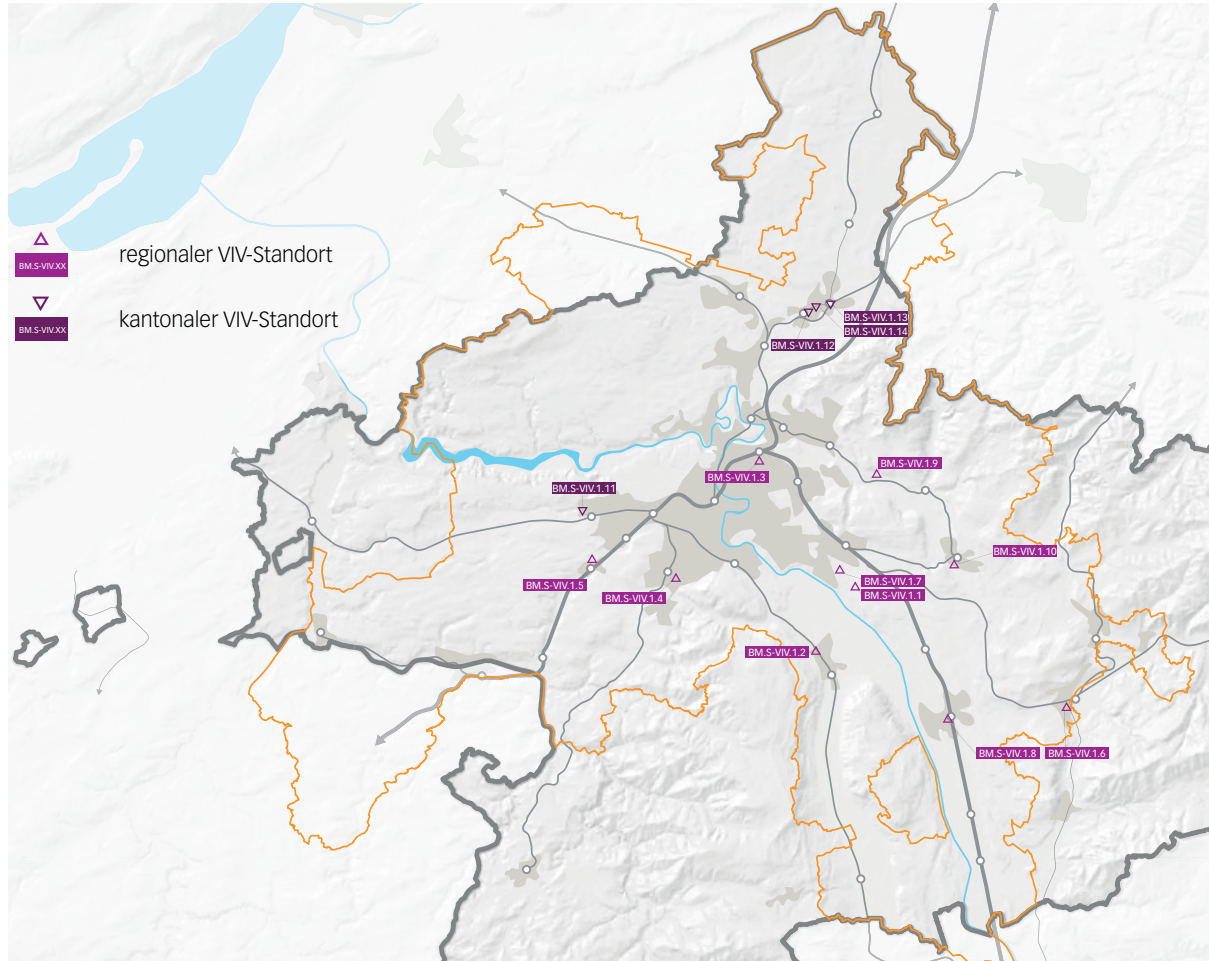 BM.S-VIV.XX
regionaler VIV-Standort
BM.S-VIV.XX
kantonaler VIV-Standort
BM.S-VIV.1.13
BM.S-VIV.1.14
BM.S-VIV.1.12
BM.S-VIV.1.9
BM.S-VIV.1.3
BM.S-VIV.1.11
BM.S-VIV.1.10
BM.S-VIV.1.5
BM.S-VIV.1.4
BM.S-VIV.1.7
BM.S-VIV.1.1
BM.S-VIV.1.2
BM.S-VIV.1.8
BM.S-VIV.1.6